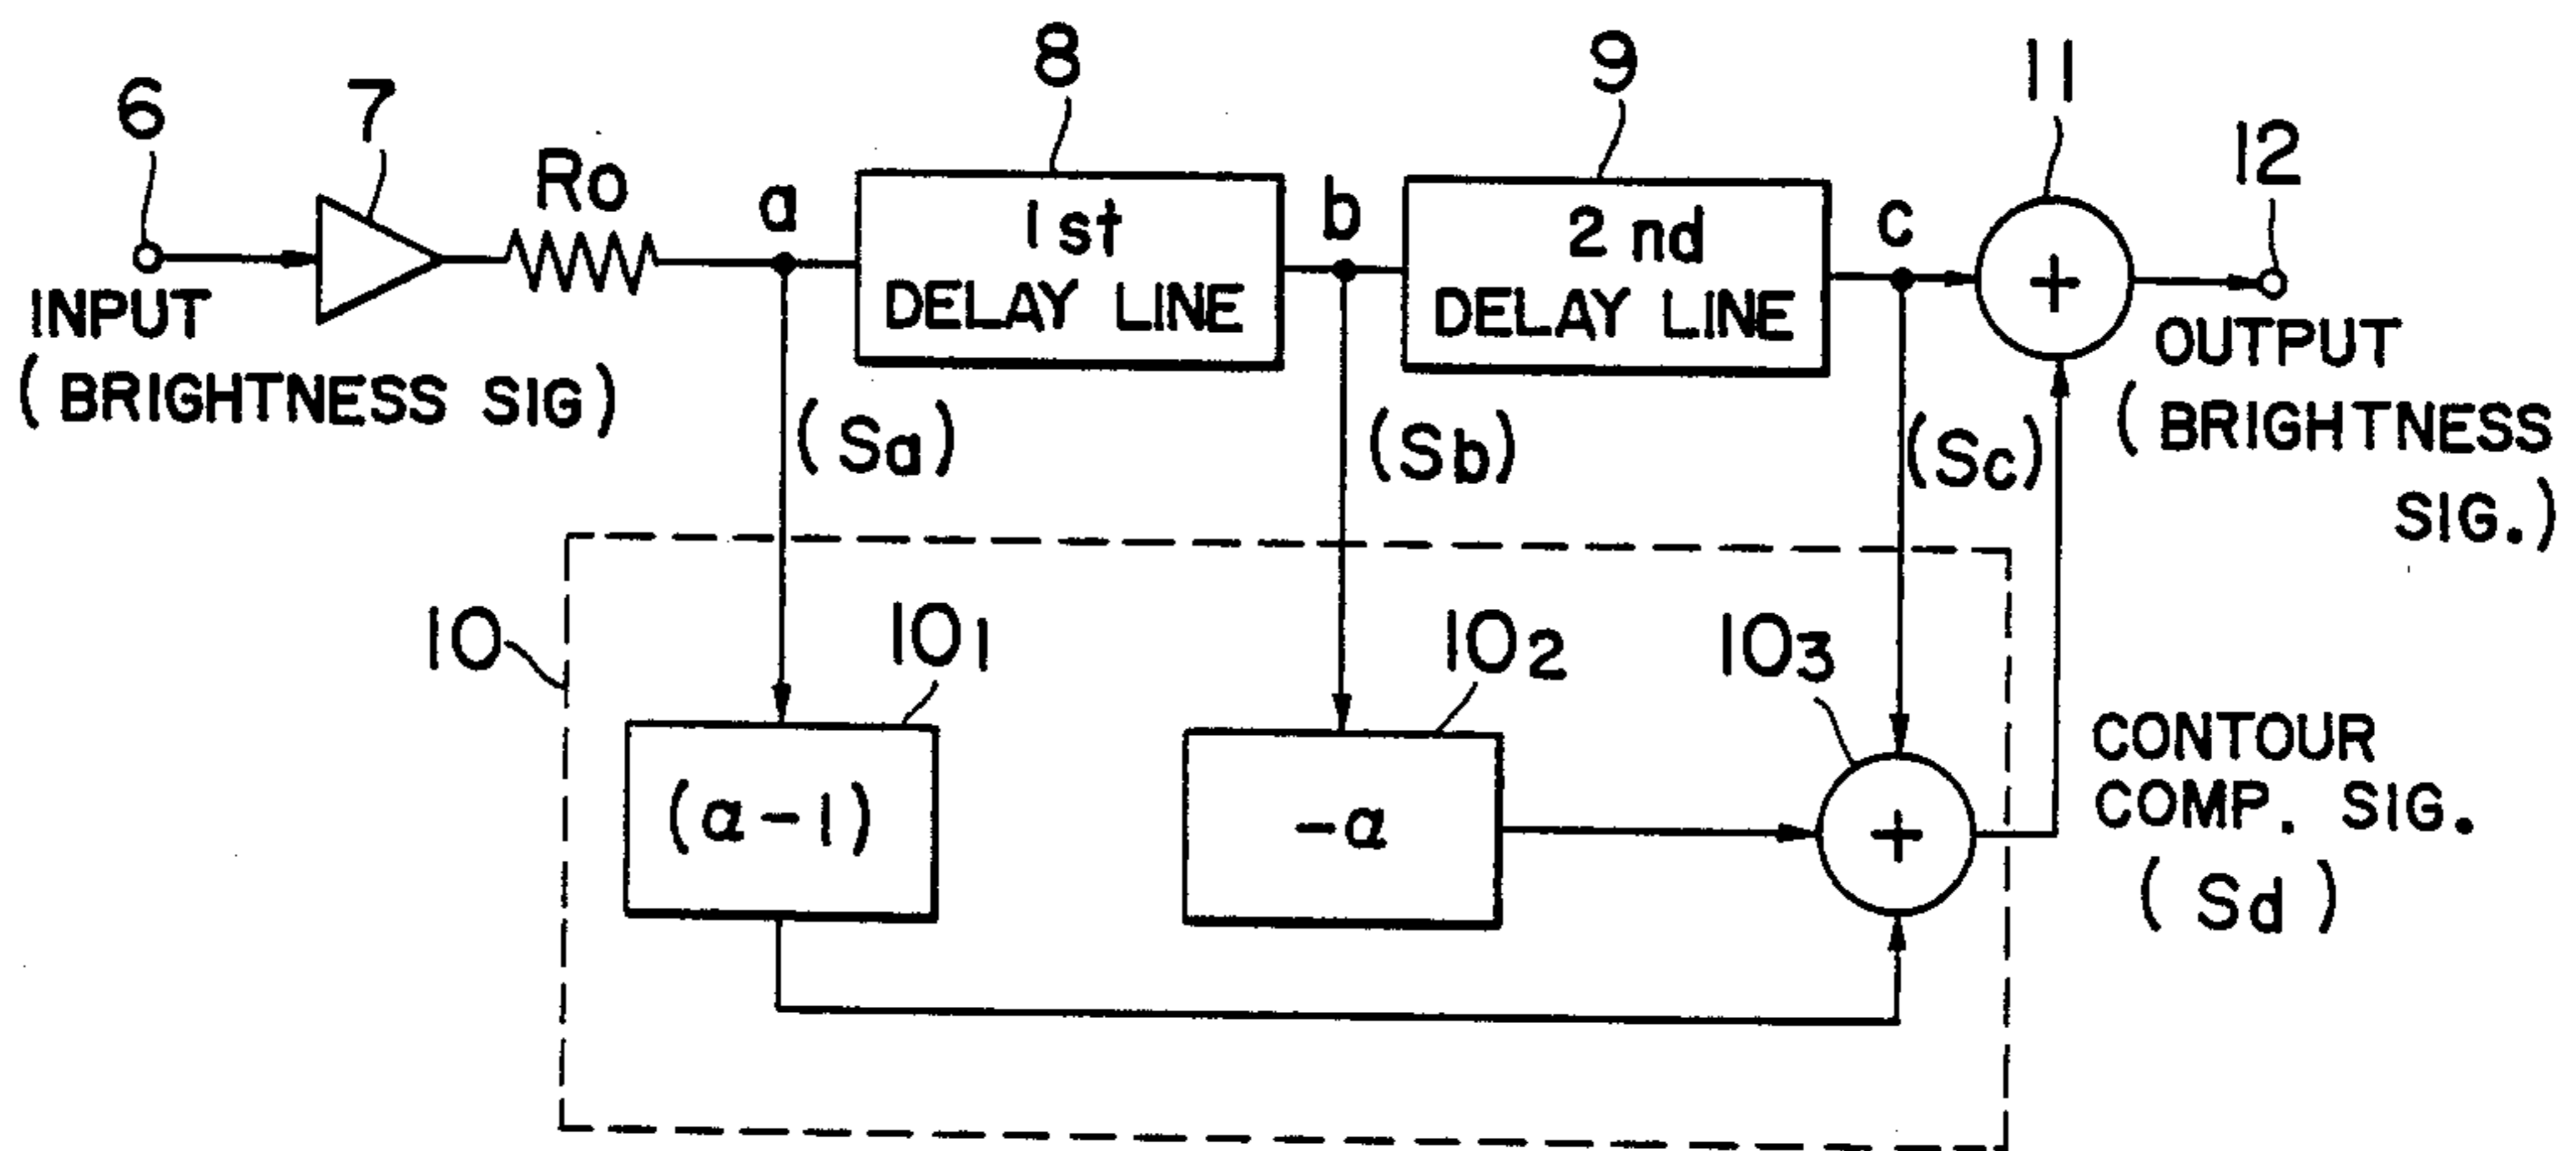 6
7
Ro
a
8
1st
DELAY LINE
b
9
2nd
DELAY LINE
c
11
12
INPUT
(BRIGHTNESS SIG)
OUTPUT
(BRIGHTNESS
SIG.)
(Sa)
(Sb)
(Sc)
10
101
(α-1)
102
-α
103
+
+
CONTOUR
COMP. SIG.
(Sd)